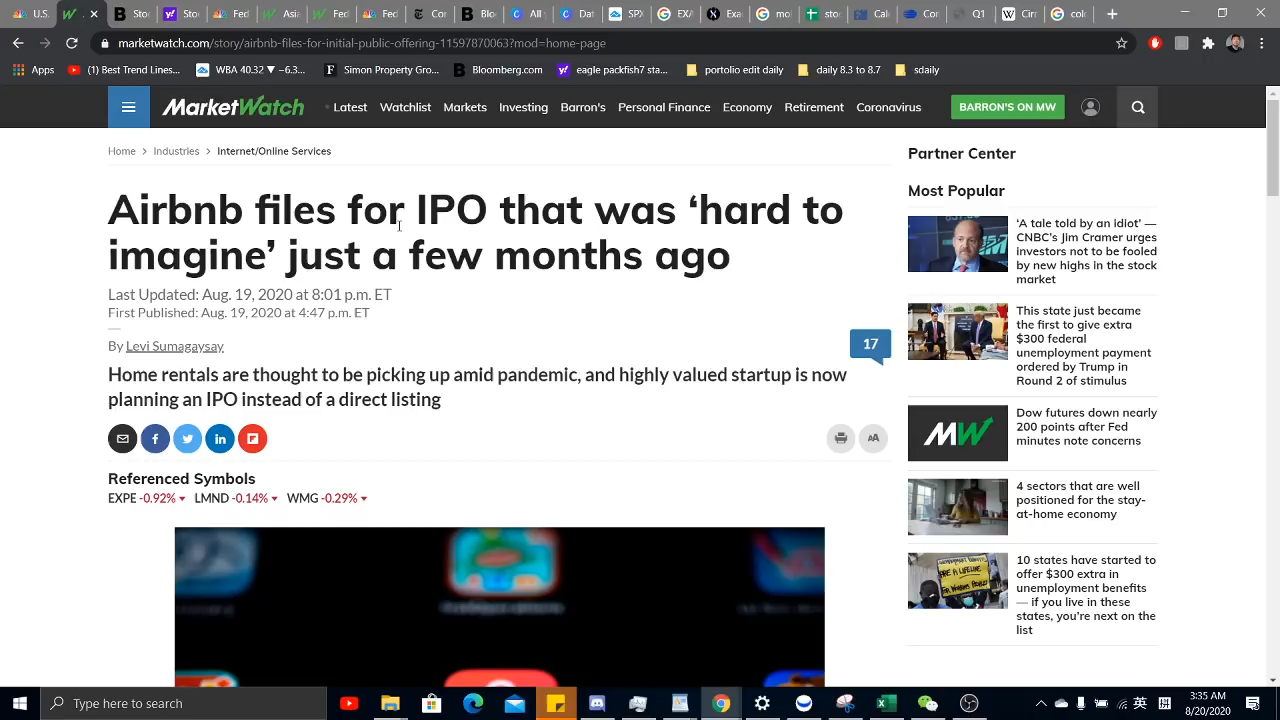 U.S.
SPX
mo
sto
Cra
Cra
Wo
marketwatch.com/story/airbnb-files-for-initial-public-offering-11597870063?mod=home-page
Apps
(1) Best Trend Lines...
WBA 40.32 ▼ −6.3...
Simon Property Gro...
Bloomberg.com
eagle packfish7 sta...
portolio edit daily
daily 8.3 to 8.7
sdaily
MarketWatch
Latest Watchlist Markets Investing Barron's Personal Finance Economy Retirement Coronavirus
BARRON'S ON MW
Home > Industries > Internet/Online Services
Airbnb files for IPO that was ‘hard to
imagine’ just a few months ago
Last Updated: Aug. 19, 2020 at 8:01 p.m. ET
First Published: Aug. 19, 2020 at 4:47 p.m. ET
By Levi Sumagaysay
17
Home rentals are thought to be picking up amid pandemic, and highly valued startup is now
planning an IPO instead of a direct listing
AA
Referenced Symbols
EXPE -0.92% LMND -0.14% WMG -0.29%
Partner Center
Most Popular
‘A tale told by an idiot’ —
CNBC’s Jim Cramer urges
investors not to be fooled
by new highs in the stock
market
This state just became
the first to give extra
$300 federal
unemployment payment
ordered by Trump in
Round 2 of stimulus
MW
Dow futures down nearly
200 points after Fed
minutes note concerns
4 sectors that are well
positioned for the stay-
at-home economy
10 states have started to
offer $300 extra in
unemployment benefits
— if you live in these
states, you’re next on the
list
Type here to search
英
拼
3:35 AM
8/20/2020